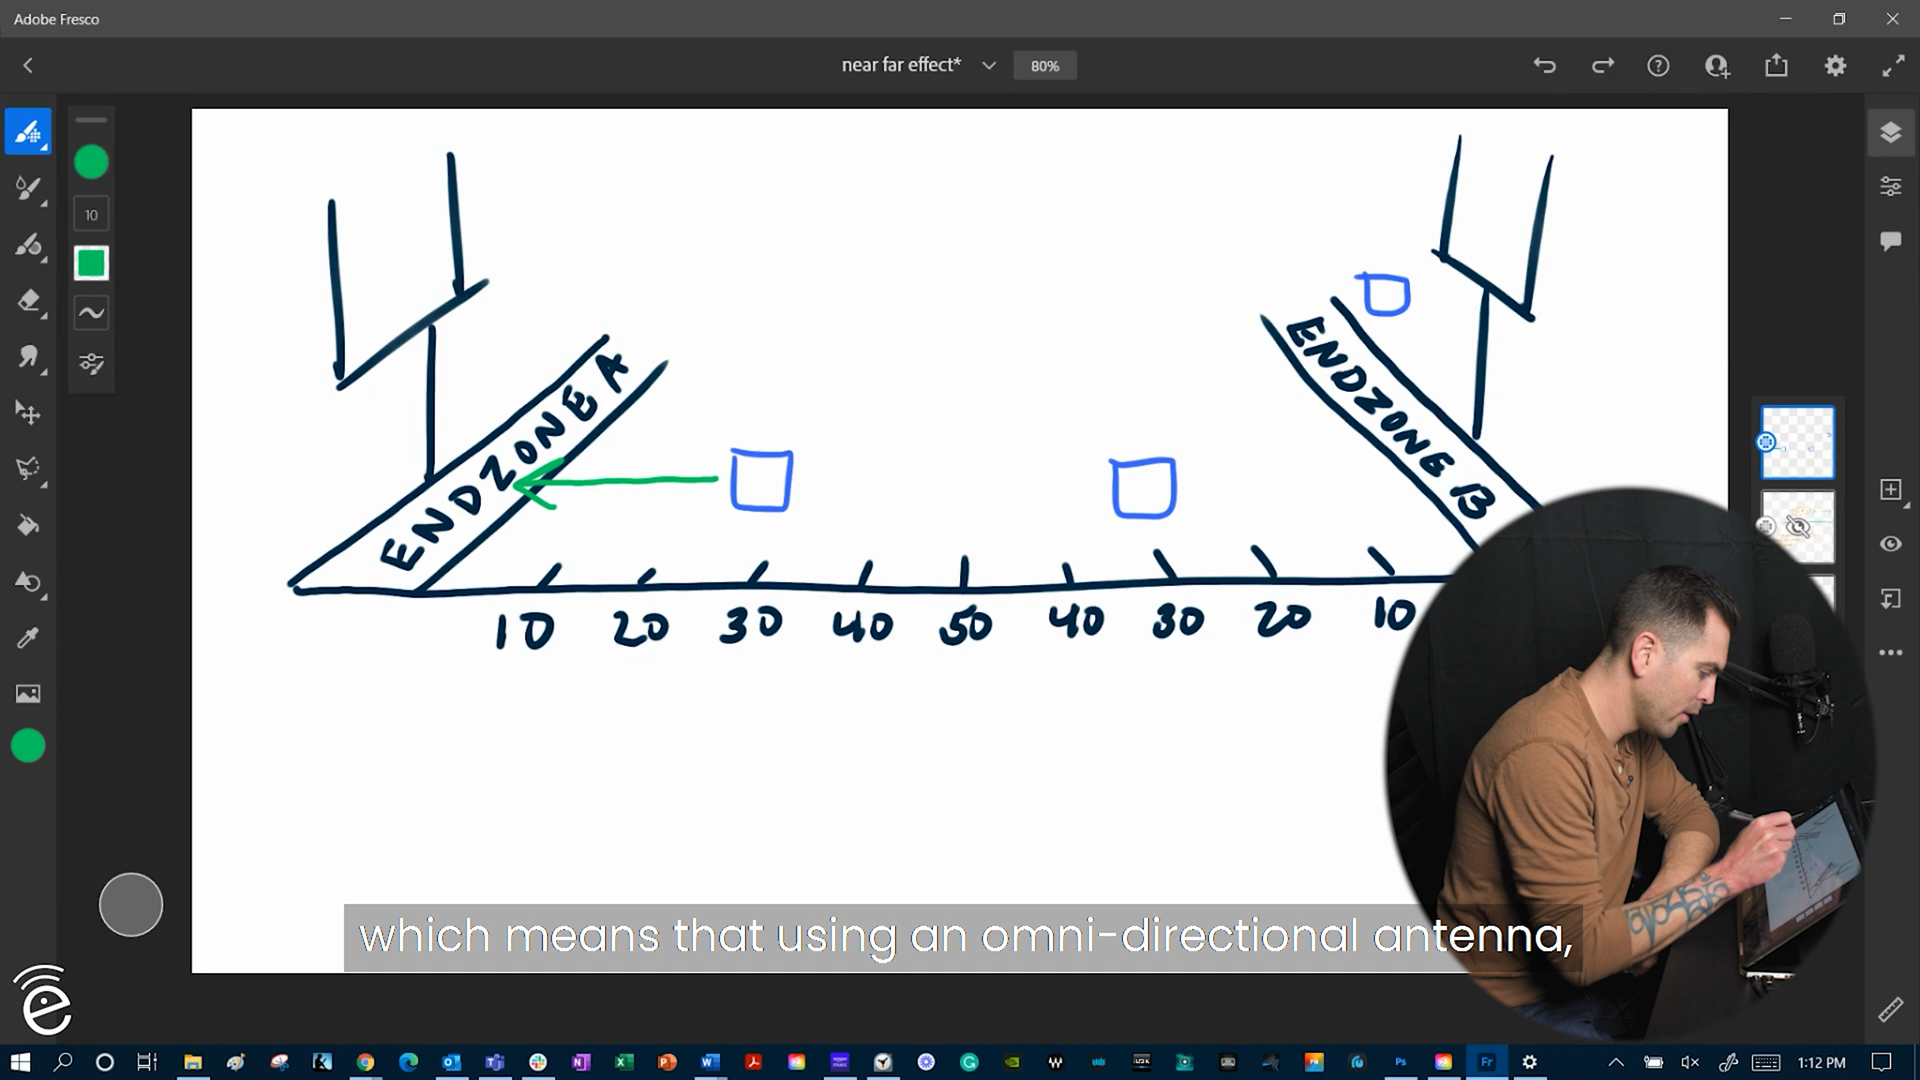 Adobe Fresco
near far effect*
80%
10
ENDZONE A
ENDZONE B
10 20 30 40 50 40 30 20 10
which means that using an omni-directional antenna,
1:12 PM